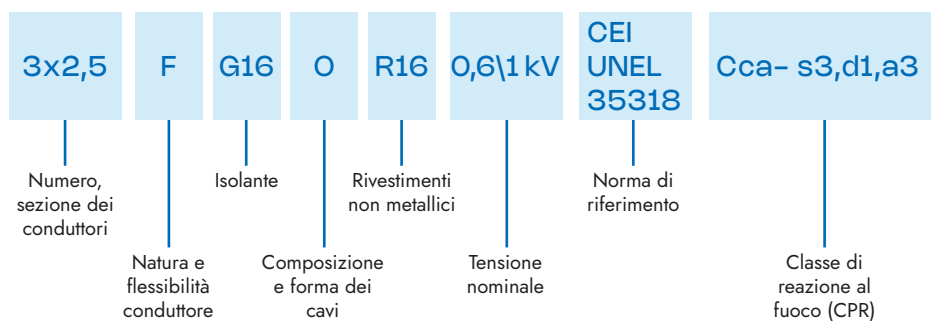 3x2,5
F
G16
O
R16
0,6\1 kV
CEI
UNEL
35318
Cca- s3,d1,a3
Numero,
sezione dei
conduttori
Isolante
Rivestimenti
non metallici
Norma di
riferimento
Natura e
flessibilità
conduttore
Composizione
e forma dei
cavi
Tensione
nominale
Classe di
reazione al
fuoco (CPR)